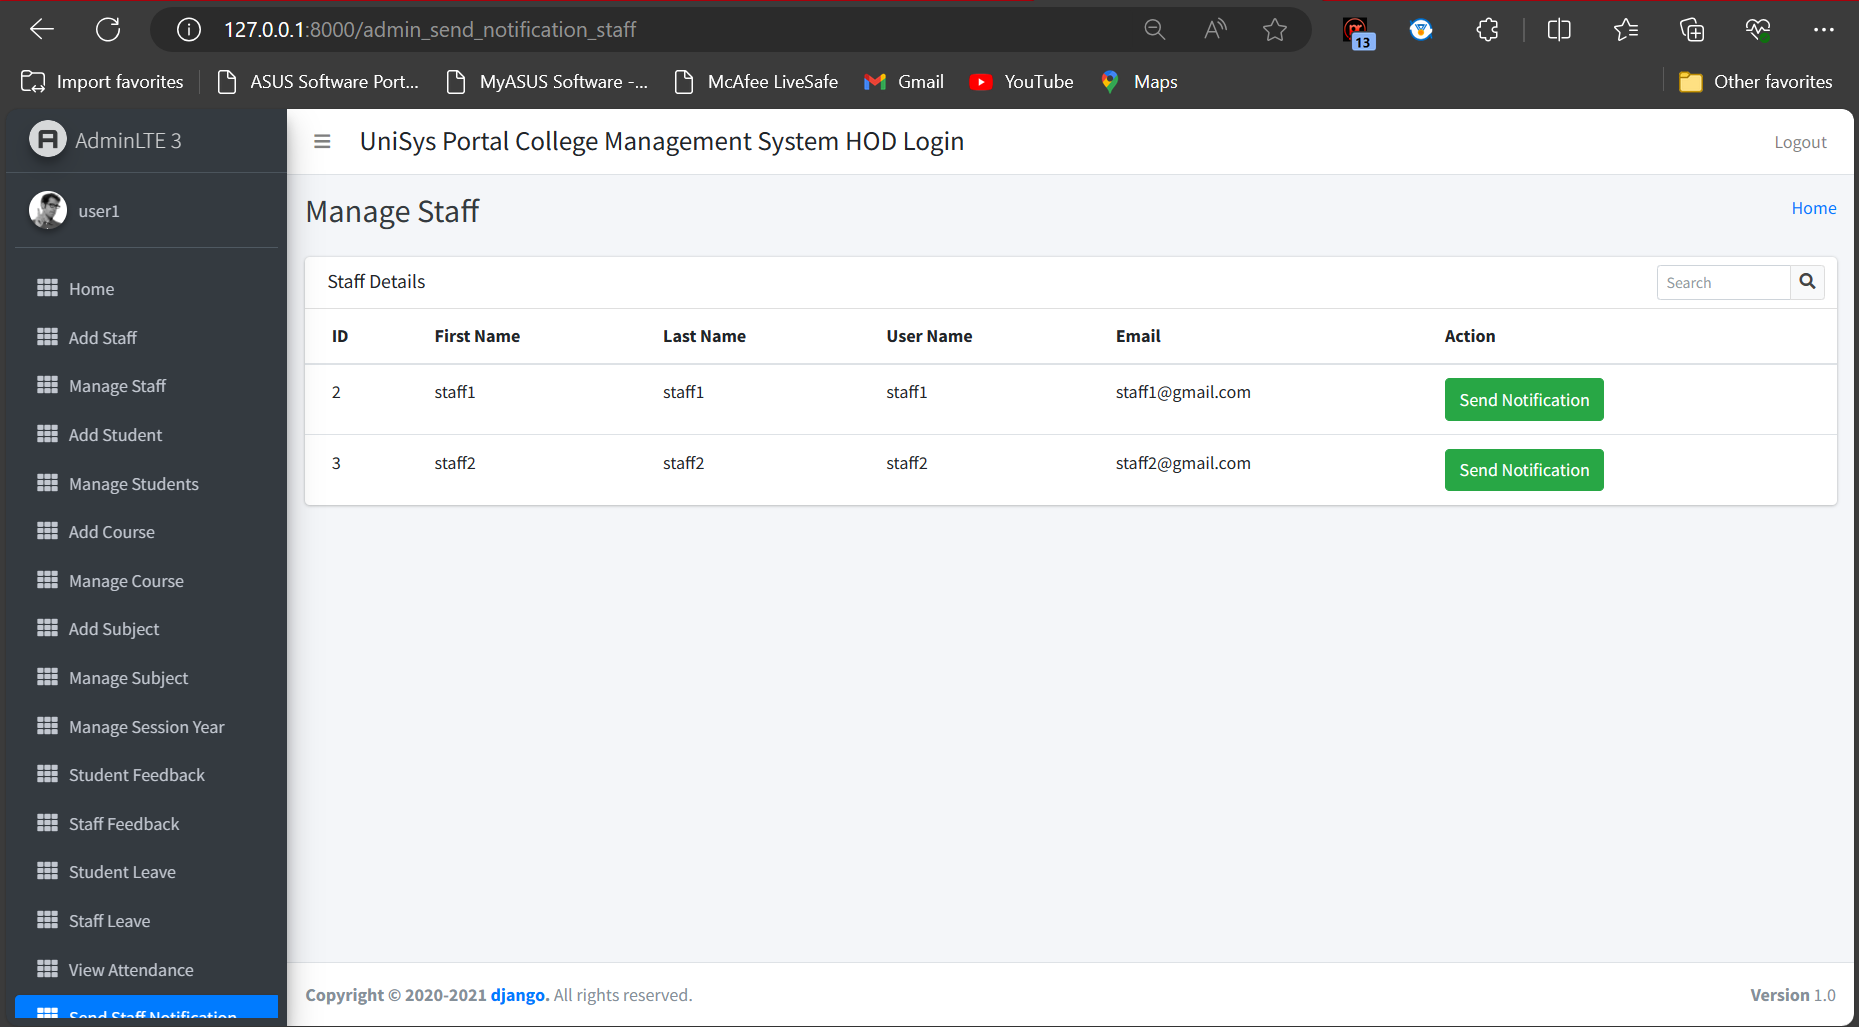 127.0.0.1:8000/admin_send_notification_staff
13
Import favorites
ASUS Software Port...
MyASUS Software -...
McAfee LiveSafe
Gmail
YouTube
Maps
Other favorites
AdminLTE 3
UniSys Portal College Management System HOD Login
Logout
user1
Manage Staff
Home
Home
Add Staff
Manage Staff
Add Student
Manage Students
Add Course
Manage Course
Add Subject
Manage Subject
Manage Session Year
Student Feedback
Staff Feedback
Student Leave
Staff Leave
View Attendance
Send Staff Notification
Staff Details
Search
ID First Name Last Name User Name Email Action
2 staff1 staff1 staff1 staff1@gmail.com Send Notification
3 staff2 staff2 staff2 staff2@gmail.com Send Notification
Copyright © 2020-2021 django. All rights reserved.
Version 1.0